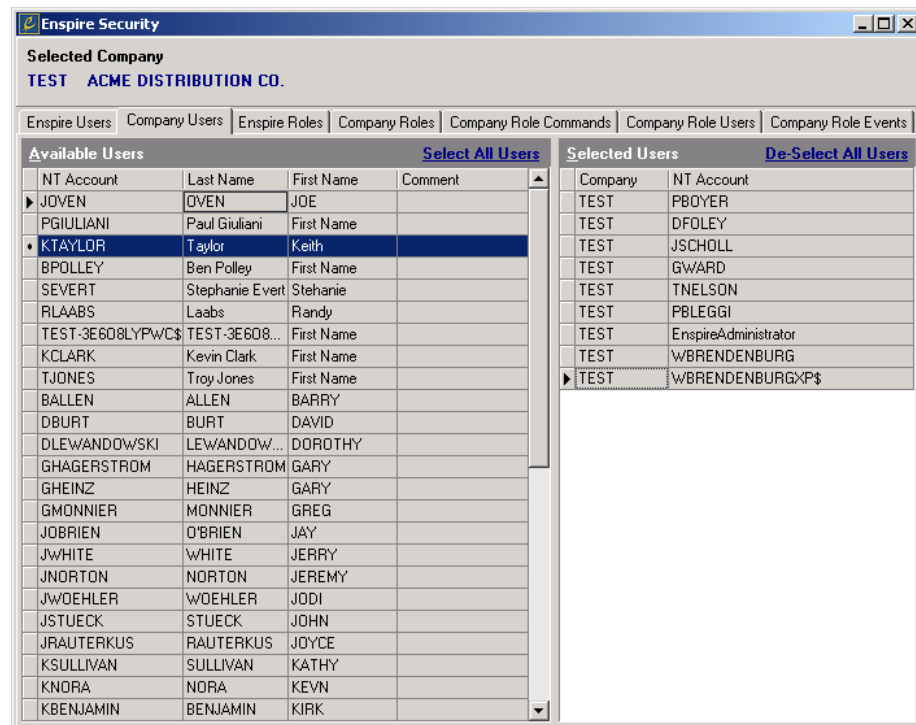 Enspire Security
Selected Company
TEST ACME DISTRIBUTION CO.
Enspire Users Company Users Enspire Roles Company Roles Company Role Commands Company Role Users Company Role Events
Available Users Select All Users
NT Account Last Name First Name Comment
JOVEN OVEN JOE
PGIULIANI Paul Giuliani First Name
KTAYLOR Taylor Keith
BPOLLEY Ben Polley First Name
SEVERT Stephanie Evert Stehanie
RLAABS Laabs Randy
TEST-3E608LYPWC$ TEST-3E608... First Name
KCLARK Kevin Clark First Name
TJONES Troy Jones First Name
BALLEN ALLEN BARRY
DBURT BURT DAVID
DLEWANDOWSKI LEWANDOW... DOROTHY
GHAGERSTROM HAGERSTROM GARY
GHEINZ HEINZ GARY
GMONNIER MONNIER GREG
JOBRIEN O'BRIEN JAY
JWHITE WHITE JERRY
JNORTON NORTON JEREMY
JWOEHLER WOEHLER JODI
JSTUECK STUECK JOHN
JRAUTERKUS RAUTERKUS JOYCE
KSULLIVAN SULLIVAN KATHY
KNORA NORA KEVN
KBENJAMIN BENJAMIN KIRK
Selected Users De-Select All Users
Company NT Account
TEST PBOYER
TEST DFOLEY
TEST JSCHOLL
TEST GWARD
TEST TNELSON
TEST PBLEGGI
TEST EnspireAdministrator
TEST WBRENDENBURG
TEST WBRENDENBURGXP$